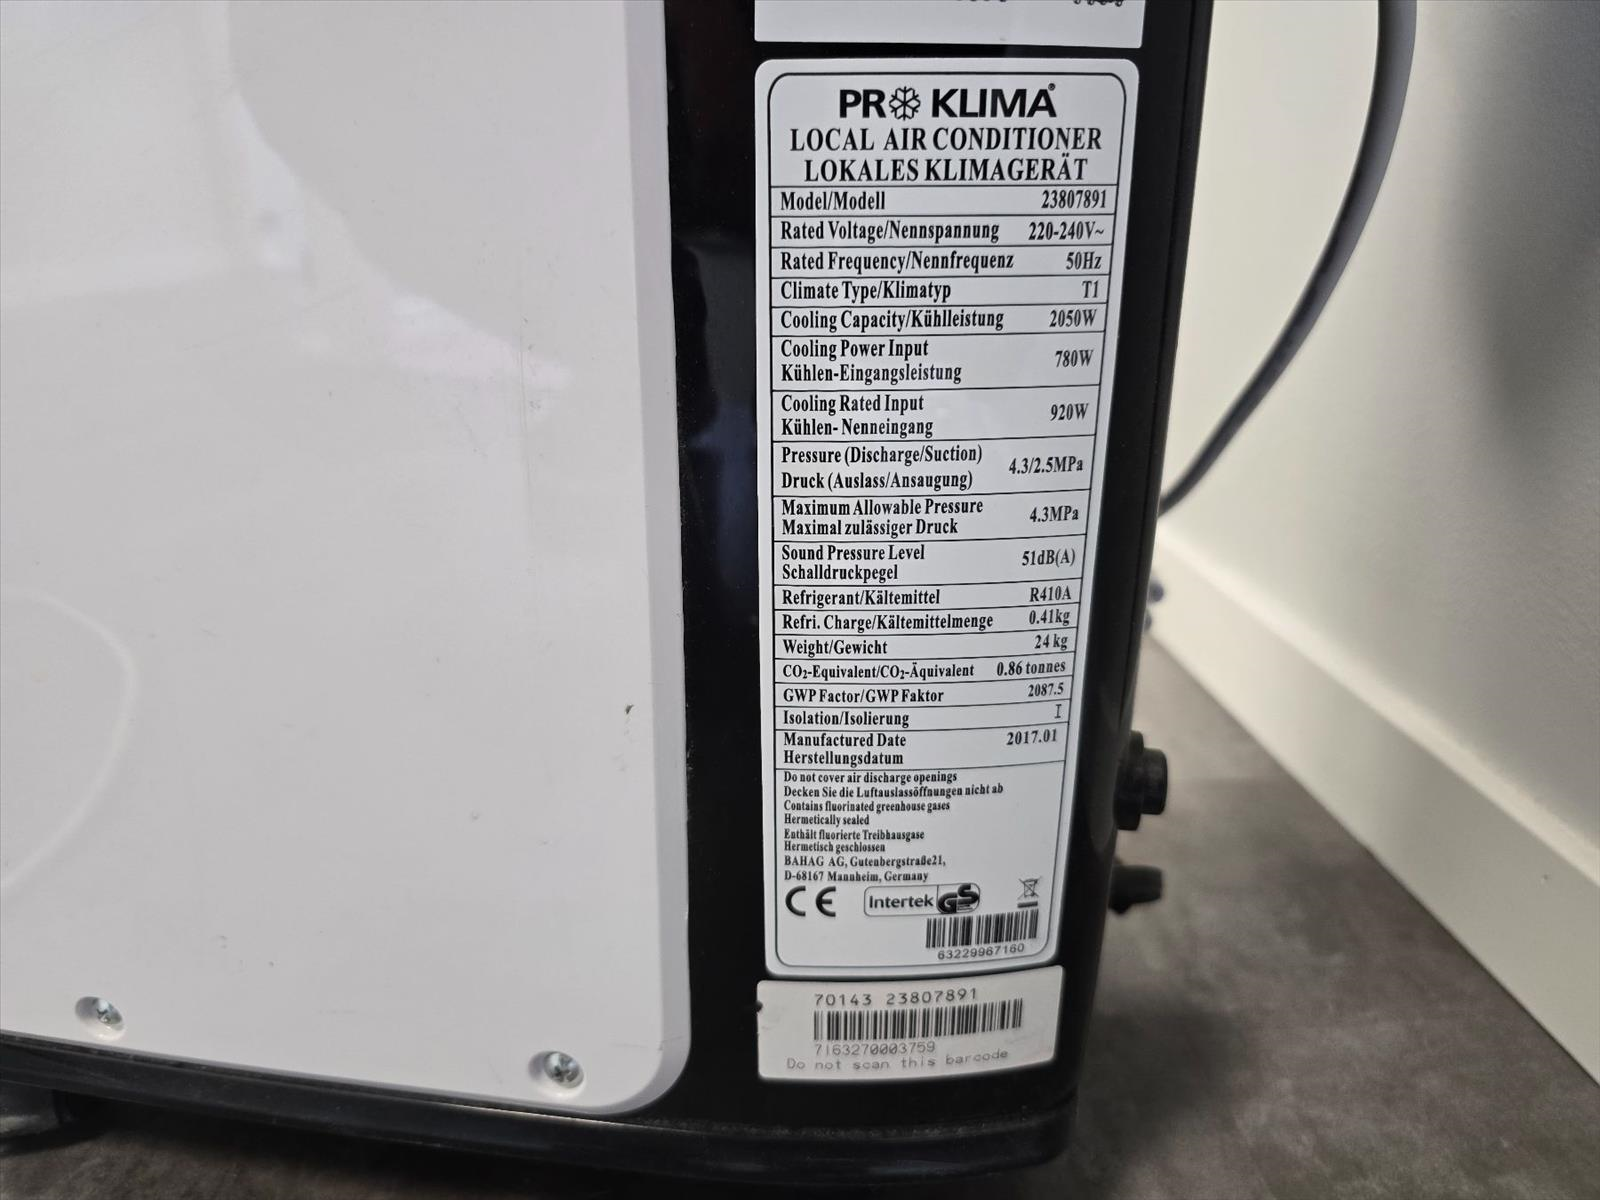 PRO KLIMA®
LOCAL AIR CONDITIONER
LOKALES KLIMAGERÄT
Model/Modell 23807891
Rated Voltage/Nennspannung 220-240V~
Rated Frequency/Nennfrequenz 50Hz
Climate Type/Klimatyp T1
Cooling Capacity/Kühlleistung 2050W
Cooling Power Input
Kühlen-Eingangsleistung 780W
Cooling Rated Input
Kühlen- Nenneingang 920W
Pressure (Discharge/Suction)
Druck (Auslass/Ansaugung) 4.3/2.5MPa
Maximum Allowable Pressure
Maximal zulässiger Druck 4.3MPa
Sound Pressure Level
Schalldruckpegel 51dB(A)
Refrigerant/Kältemittel R410A
Refri. Charge/Kältemittelmenge 0.41kg
Weight/Gewicht 24 kg
CO₂-Equivalent/CO₂-Äquivalent 0.86 tonnes
GWP Factor/GWP Faktor 2087.5
Isolation/Isolierung I
Manufactured Date
Herstellungsdatum 2017.01
Do not cover air discharge openings
Decken Sie die Luftauslassöffnungen nicht ab
Contains fluorinated greenhouse gases
Hermetically sealed
Enthält fluorierte Treibhausgase
Hermetisch geschlossen
BAHAG AG, Gutenbergstraße21,
D-68167 Mannheim, Germany
CE Intertek GS
63229967160
70143 23807891
7163270003759
Do not scan this barcode